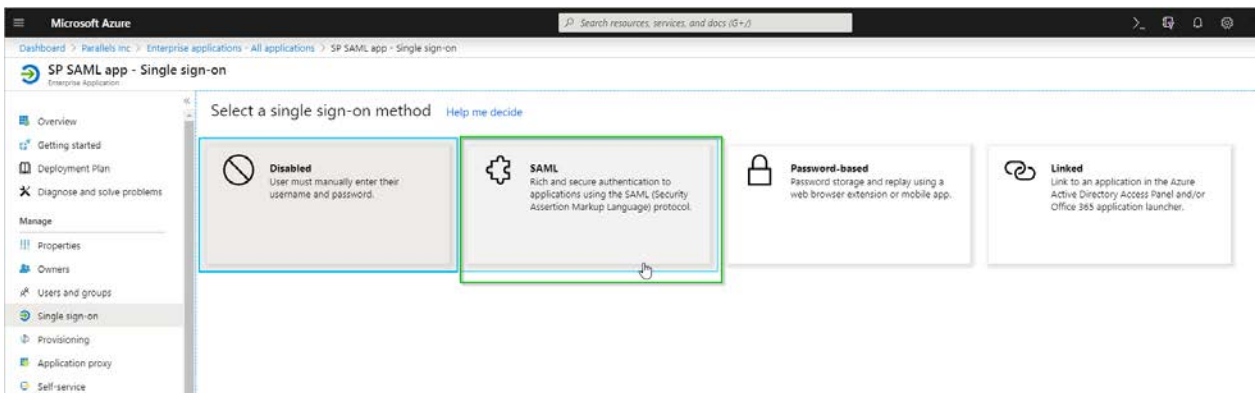 Microsoft Azure
Search resources, services, and docs (G+/)
Dashboard > Parallels Inc > Enterprise applications - All applications > SP SAML app - Single sign-on
SP SAML app - Single sign-on
Enterprise Application
Overview
Getting started
Deployment Plan
Diagnose and solve problems
Manage
Properties
Owners
Users and groups
Single sign-on
Provisioning
Application proxy
Self-service
Select a single sign-on method Help me decide
Disabled
User must manually enter their
username and password.
SAML
Rich and secure authentication to
applications using the SAML (Security
Assertion Markup Language) protocol.
Password-based
Password storage and replay using a
web browser extension or mobile app.
Linked
Link to an application in the Azure
Active Directory Access Panel and/or
Office 365 application launcher.